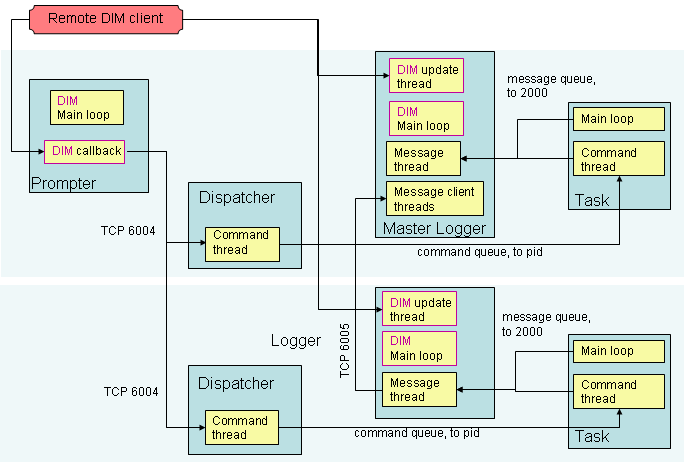 Remote DIM client
DIM
Main loop
DIM callback
Prompter
TCP 6004
Dispatcher
Command
thread
DIM update
thread
DIM
Main loop
Message
thread
Message client
threads
Master Logger
message queue,
to 2000
Main loop
Command
thread
Task
command queue, to pid
TCP 6004
Dispatcher
Command
thread
Logger
TCP 6005
DIM update
thread
DIM
Main loop
Message
thread
message queue,
to 2000
Main loop
Command
thread
Task
command queue, to pid